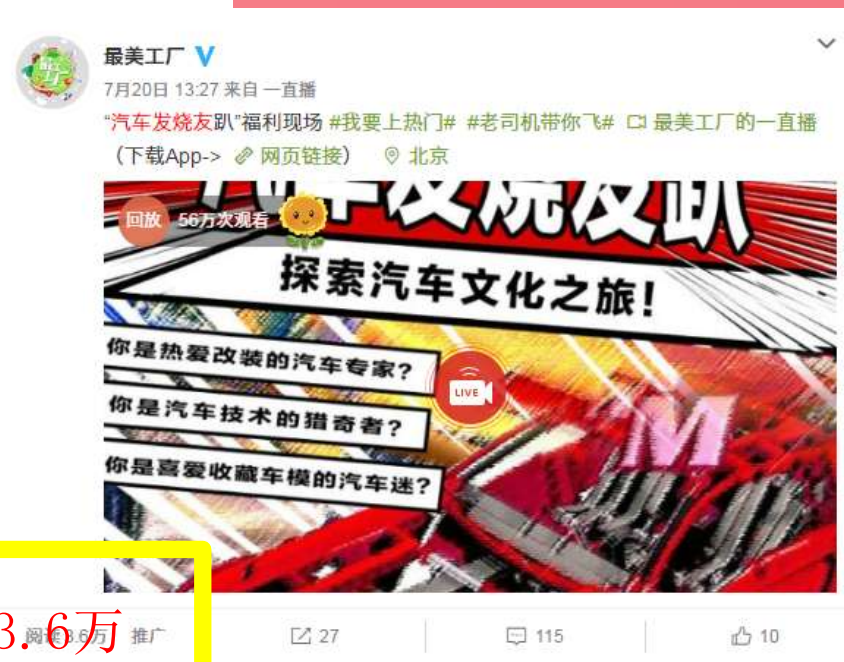 最美工厂
7月20日 13:27 来自 一直播
“汽车发烧友趴”福利现场 #我要上热门# #老司机带你飞# 最美工厂的一直播
（下载App-> 网页链接） 北京
汽车发烧友趴
回放 56万次观看
探索汽车文化之旅！
你是热爱改装的汽车专家？
LIVE
你是汽车技术的猎奇者？
M
你是喜爱收藏车模的汽车迷？
3.6万
阅读 3.6万 推广 27 115 10